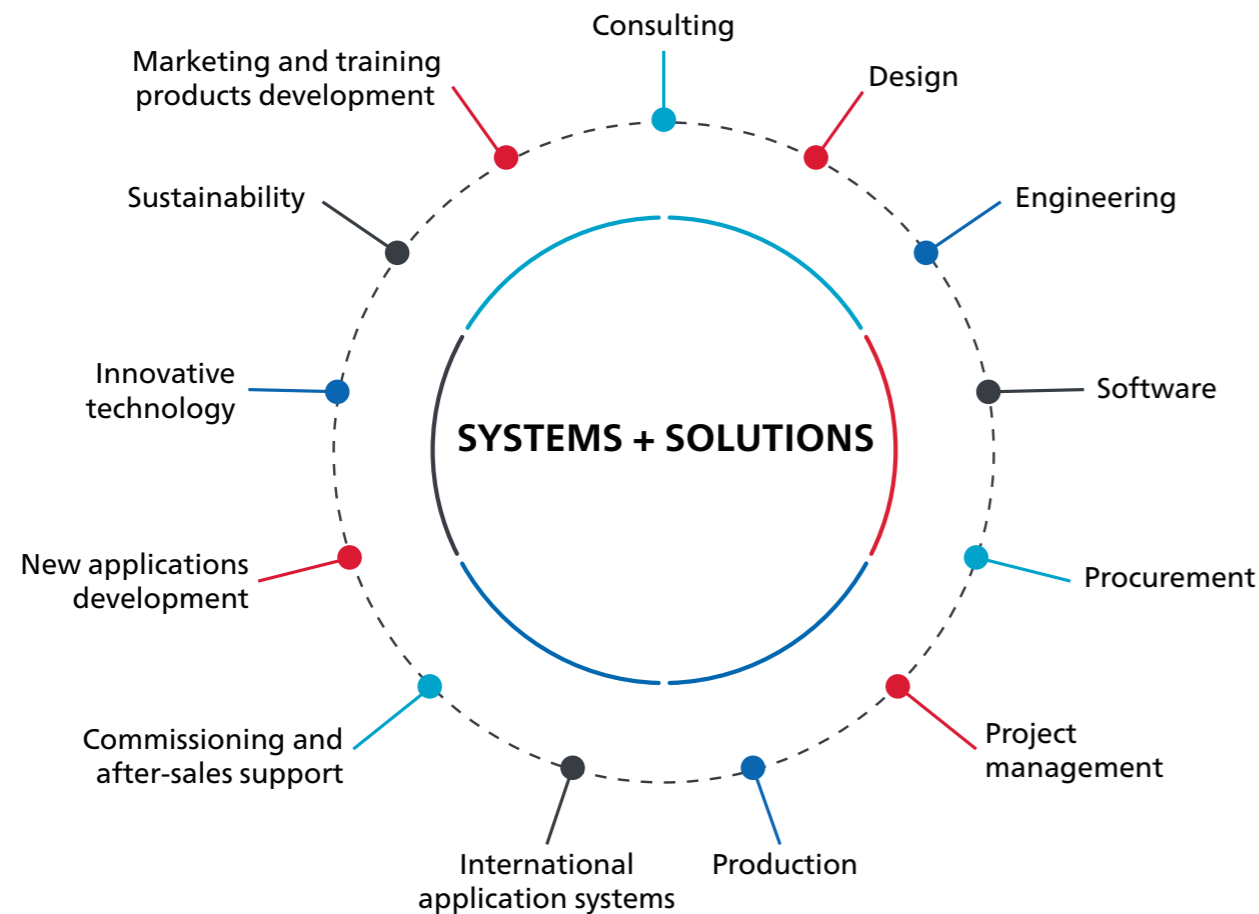 Consulting
Design
Engineering
Software
Procurement
Project
management
Production
International
application systems
Commissioning and
after-sales support
New applications
development
Innovative
technology
Sustainability
Marketing and training
products development
SYSTEMS + SOLUTIONS